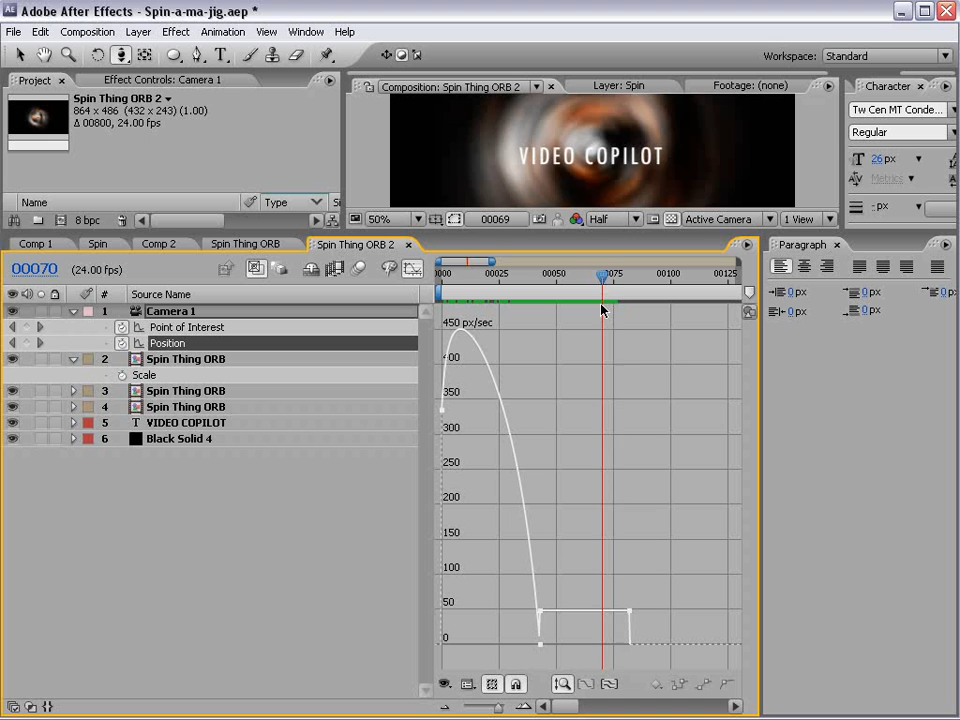 Adobe After Effects - Spin-a-ma-jig.aep *
File Edit Composition Layer Effect Animation View Window Help
Workspace: Standard
Project Effect Controls: Camera 1
Composition: Spin Thing ORB 2 Layer: Spin Footage: (none)
Character
Spin Thing ORB 2
864 x 486 (432 x 243) (1.00)
Δ 00800, 24.00 fps
VIDEO COPILOT
Tw Cen MT Conde...
Regular
26 px
Metrics
- px
Name Type
8 bpc
50% 00069 Half Active Camera 1 View
Comp 1 Spin Comp 2 Spin Thing ORB Spin Thing ORB 2
Paragraph
00070 (24.00 fps)
0000 00025 00050 0075 00100 00125
# Source Name
0 px 0 px 0 px
0 px 0 px
1 Camera 1
Point of Interest
Position
2 Spin Thing ORB
Scale
3 Spin Thing ORB
4 Spin Thing ORB
5 T VIDEO COPILOT
6 Black Solid 4
450 px/sec
400
350
300
250
200
150
100
50
0